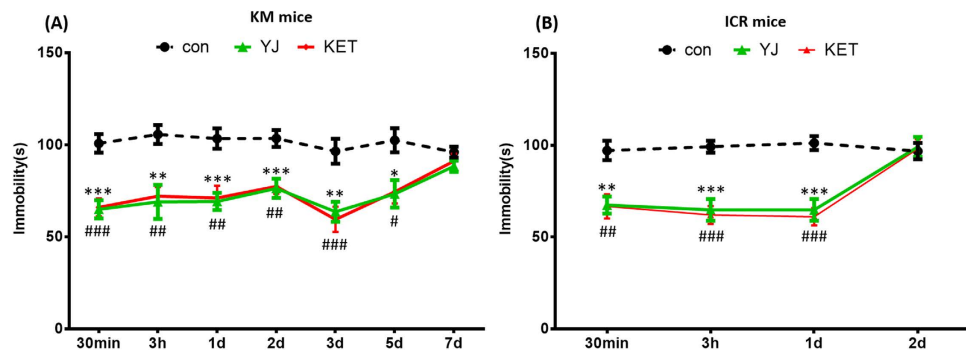 (A) KM mice
con YJ KET
150
100
50
0
Immobility(s)
*** ** *** *** ** * 
### ## ## ## ### #
30min 3h 1d 2d 3d 5d 7d
(B) ICR mice
con YJ KET
150
100
50
0
Immobility(s)
** *** ***
## ### ###
30min 3h 1d 2d